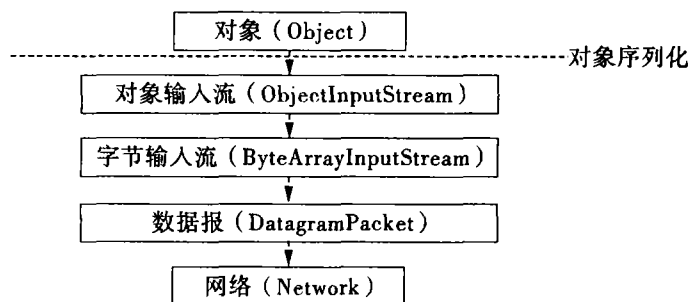 对象（Object）
对象序列化
对象输入流（ObjectInputStream）
字节输入流（ByteArrayInputStream）
数据报（DatagramPacket）
网络（Network）